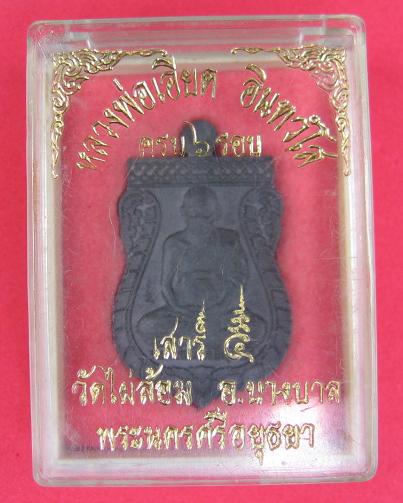 หลวงพ่อเอียด อินทวํโส
ครบ ๖ รอบ
เสาร์ ๕
วัดไผ่ล้อม อ.บางบาล
พระนครศรีอยุธยา